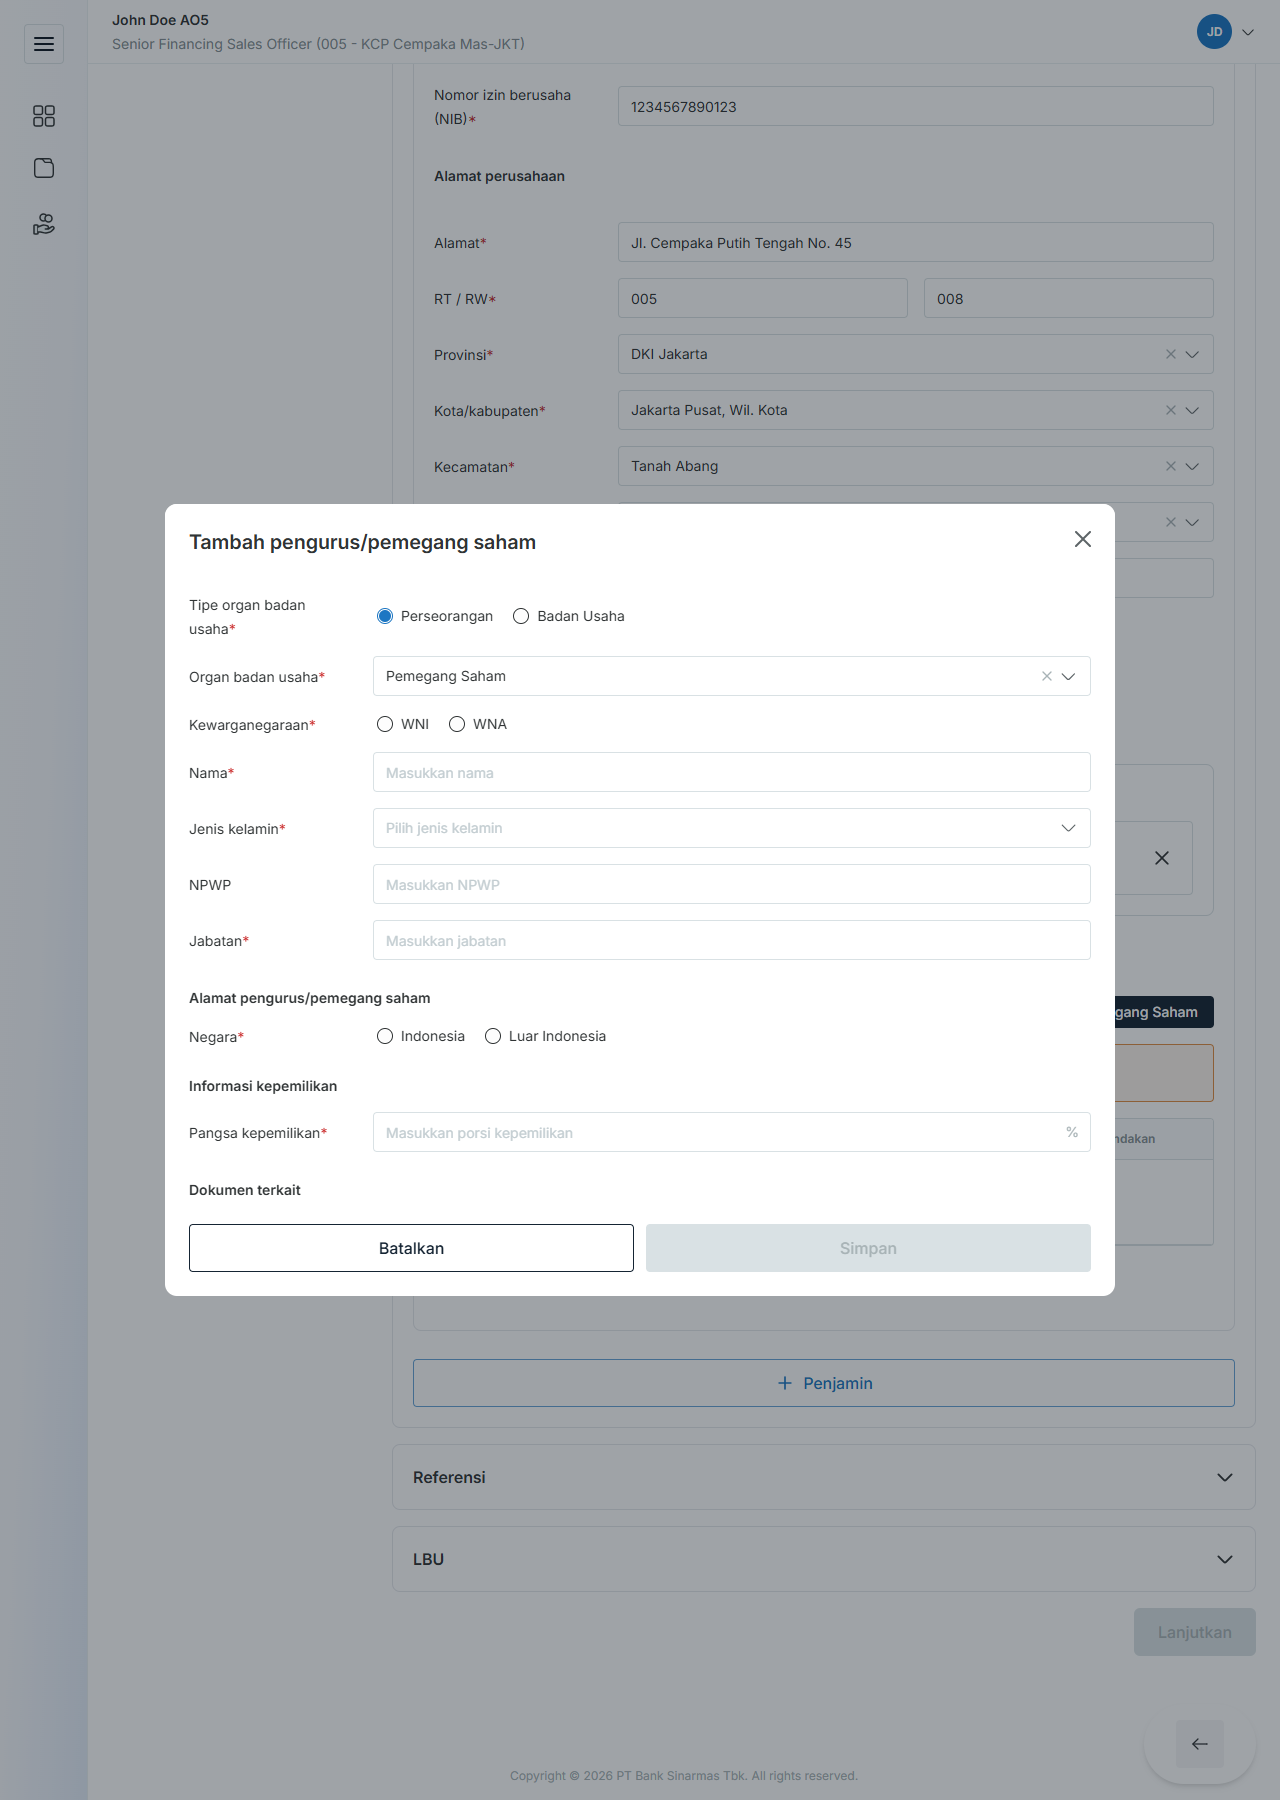 John Doe AO5
Senior Financing Sales Officer (005 - KCP Cempaka Mas-JKT)
JD
Nomor izin berusaha
(NIB)*
1234567890123
Alamat perusahaan
Alamat*
Jl. Cempaka Putih Tengah No. 45
RT / RW*
005
008
Provinsi*
DKI Jakarta
Kota/kabupaten*
Jakarta Pusat, Wil. Kota
Kecamatan*
Tanah Abang
Tambah pengurus/pemegang saham
Tipe organ badan
usaha*
Perseorangan
Badan Usaha
Organ badan usaha*
Pemegang Saham
Kewarganegaraan*
WNI
WNA
Nama*
Masukkan nama
Jenis kelamin*
Pilih jenis kelamin
NPWP
Masukkan NPWP
Jabatan*
Masukkan jabatan
Alamat pengurus/pemegang saham
gang Saham
Negara*
Indonesia
Luar Indonesia
Informasi kepemilikan
Pangsa kepemilikan*
Masukkan porsi kepemilikan
%
ndakan
Dokumen terkait
Batalkan
Simpan
Penjamin
Referensi
LBU
Lanjutkan
Copyright © 2026 PT Bank Sinarmas Tbk. All rights reserved.